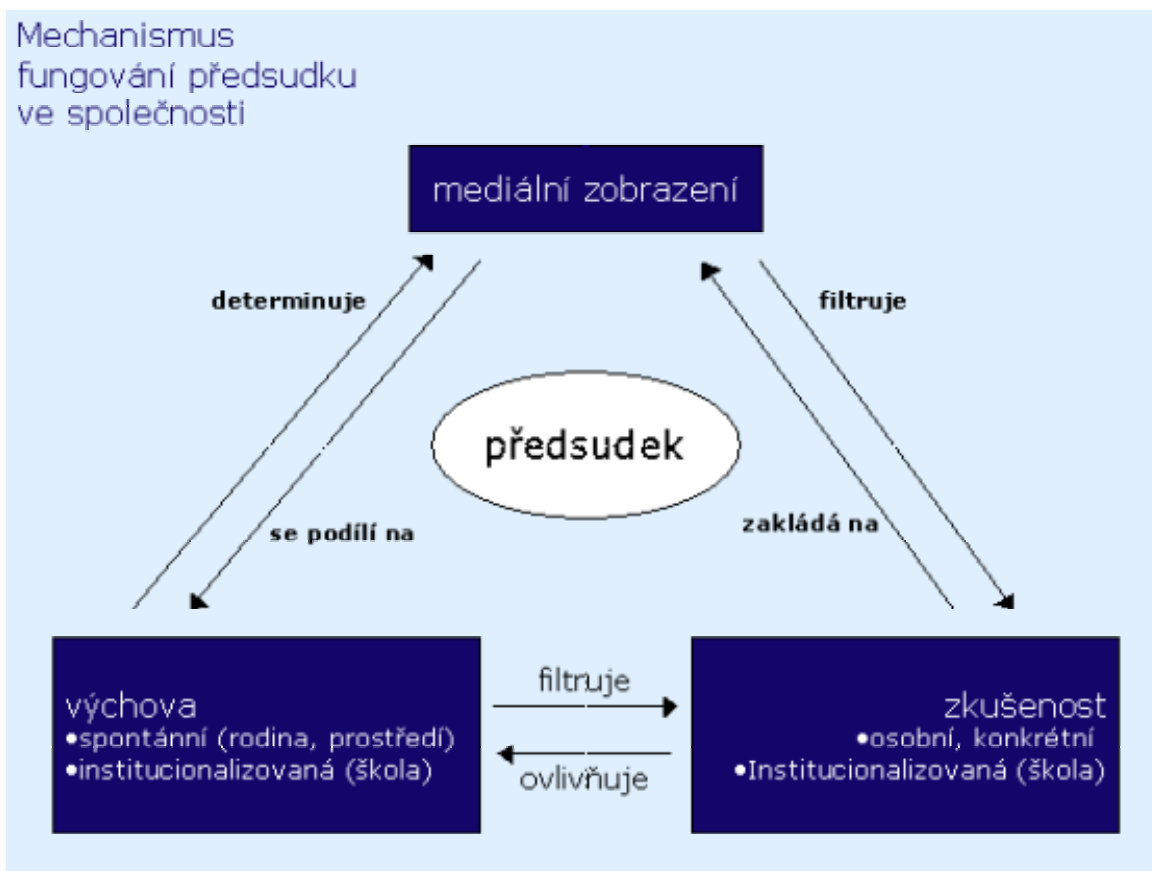 Mechanismus
fungování předsudku
ve společnosti
mediální zobrazení
determinuje
filtruje
předsudek
se podílí na
zakládá na
výchova
•spontánní (rodina, prostředí)
•institucionalizovaná (škola)
filtruje
ovlivňuje
zkušenost
•osobní, konkrétní
•Institucionalizovaná (škola)